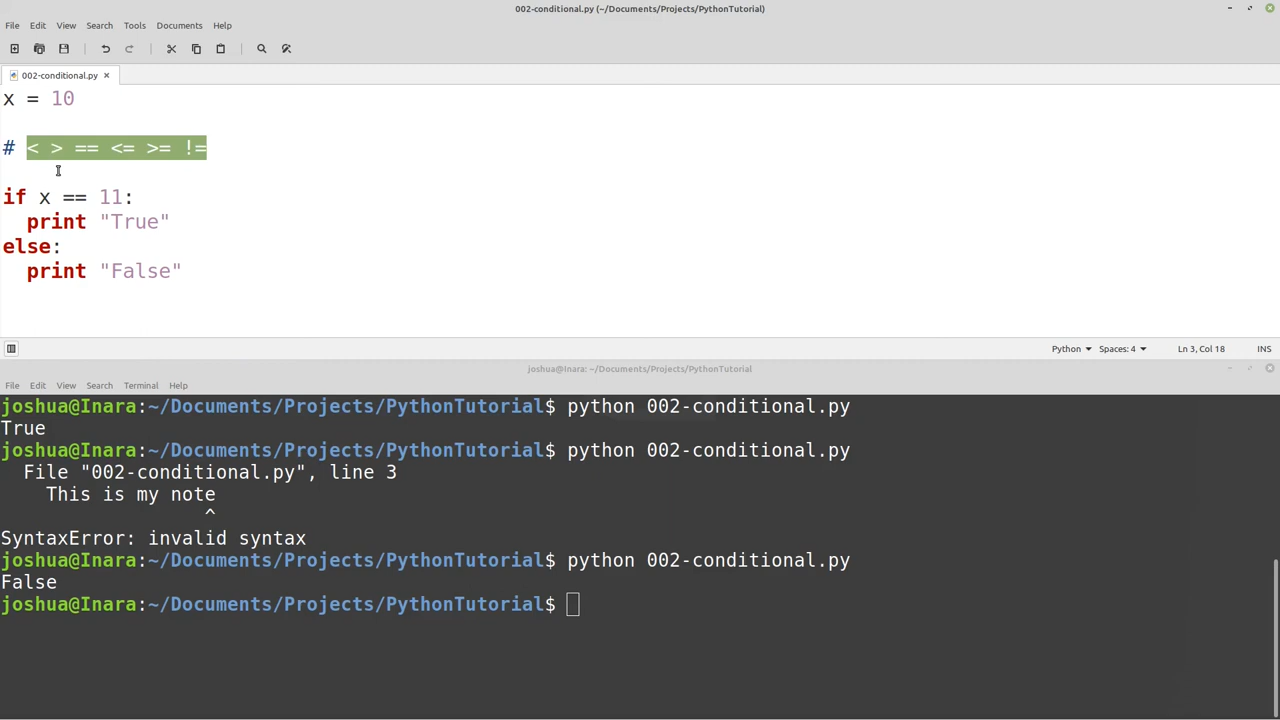 002-conditional.py (~/Documents/Projects/PythonTutorial)
File Edit View Search Tools Documents Help
002-conditional.py ×
x = 10
# < > == <= >= !=
if x == 11:
  print "True"
else:
  print "False"
Python Spaces: 4 Ln 3, Col 18 INS
joshua@Inara: ~/Documents/Projects/PythonTutorial
File Edit View Search Terminal Help
joshua@Inara:~/Documents/Projects/PythonTutorial$ python 002-conditional.py
True
joshua@Inara:~/Documents/Projects/PythonTutorial$ python 002-conditional.py
  File "002-conditional.py", line 3
    This is my note
                  ^
SyntaxError: invalid syntax
joshua@Inara:~/Documents/Projects/PythonTutorial$ python 002-conditional.py
False
joshua@Inara:~/Documents/Projects/PythonTutorial$